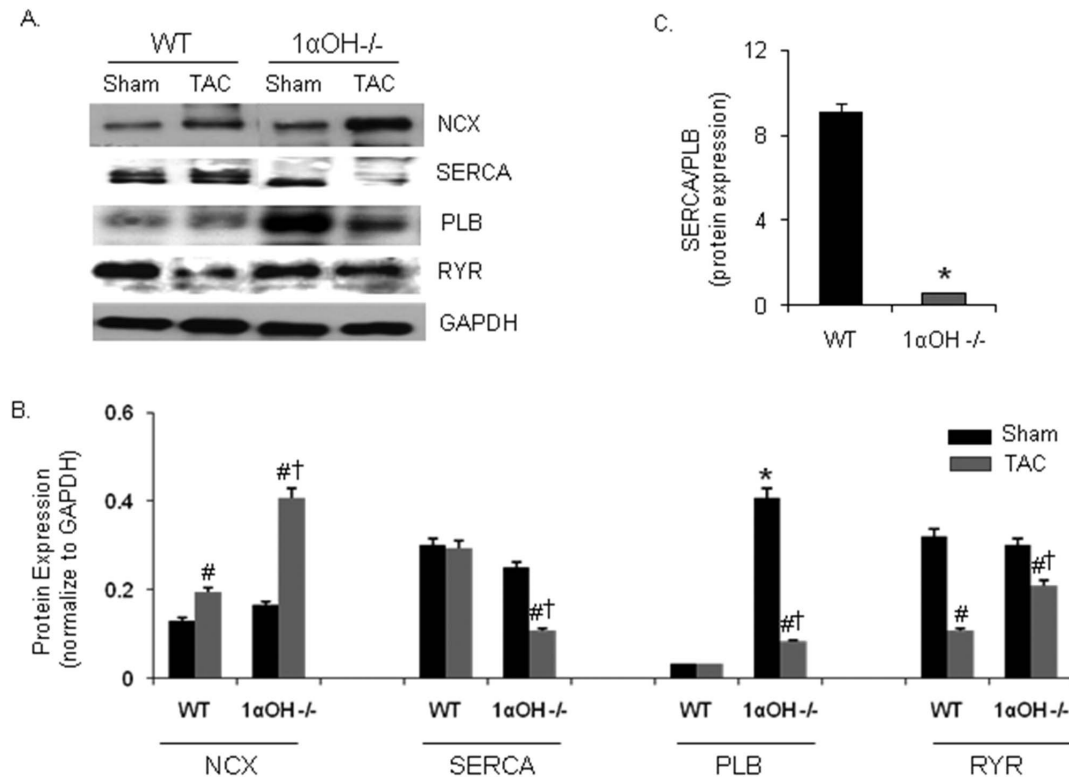 A.
WT 1αOH-/-
Sham TAC Sham TAC
NCX
SERCA
PLB
RYR
GAPDH
C.
SERCA/PLB
(protein expression)
12
8
4
0
*
WT 1αOH -/-
B.
Protein Expression
(normalize to GAPDH)
0.6
0.4
0.2
0
Sham
TAC
# #† #† * #† # #†
WT 1αOH -/- WT 1αOH -/- WT 1αOH -/- WT 1αOH -/-
NCX SERCA PLB RYR